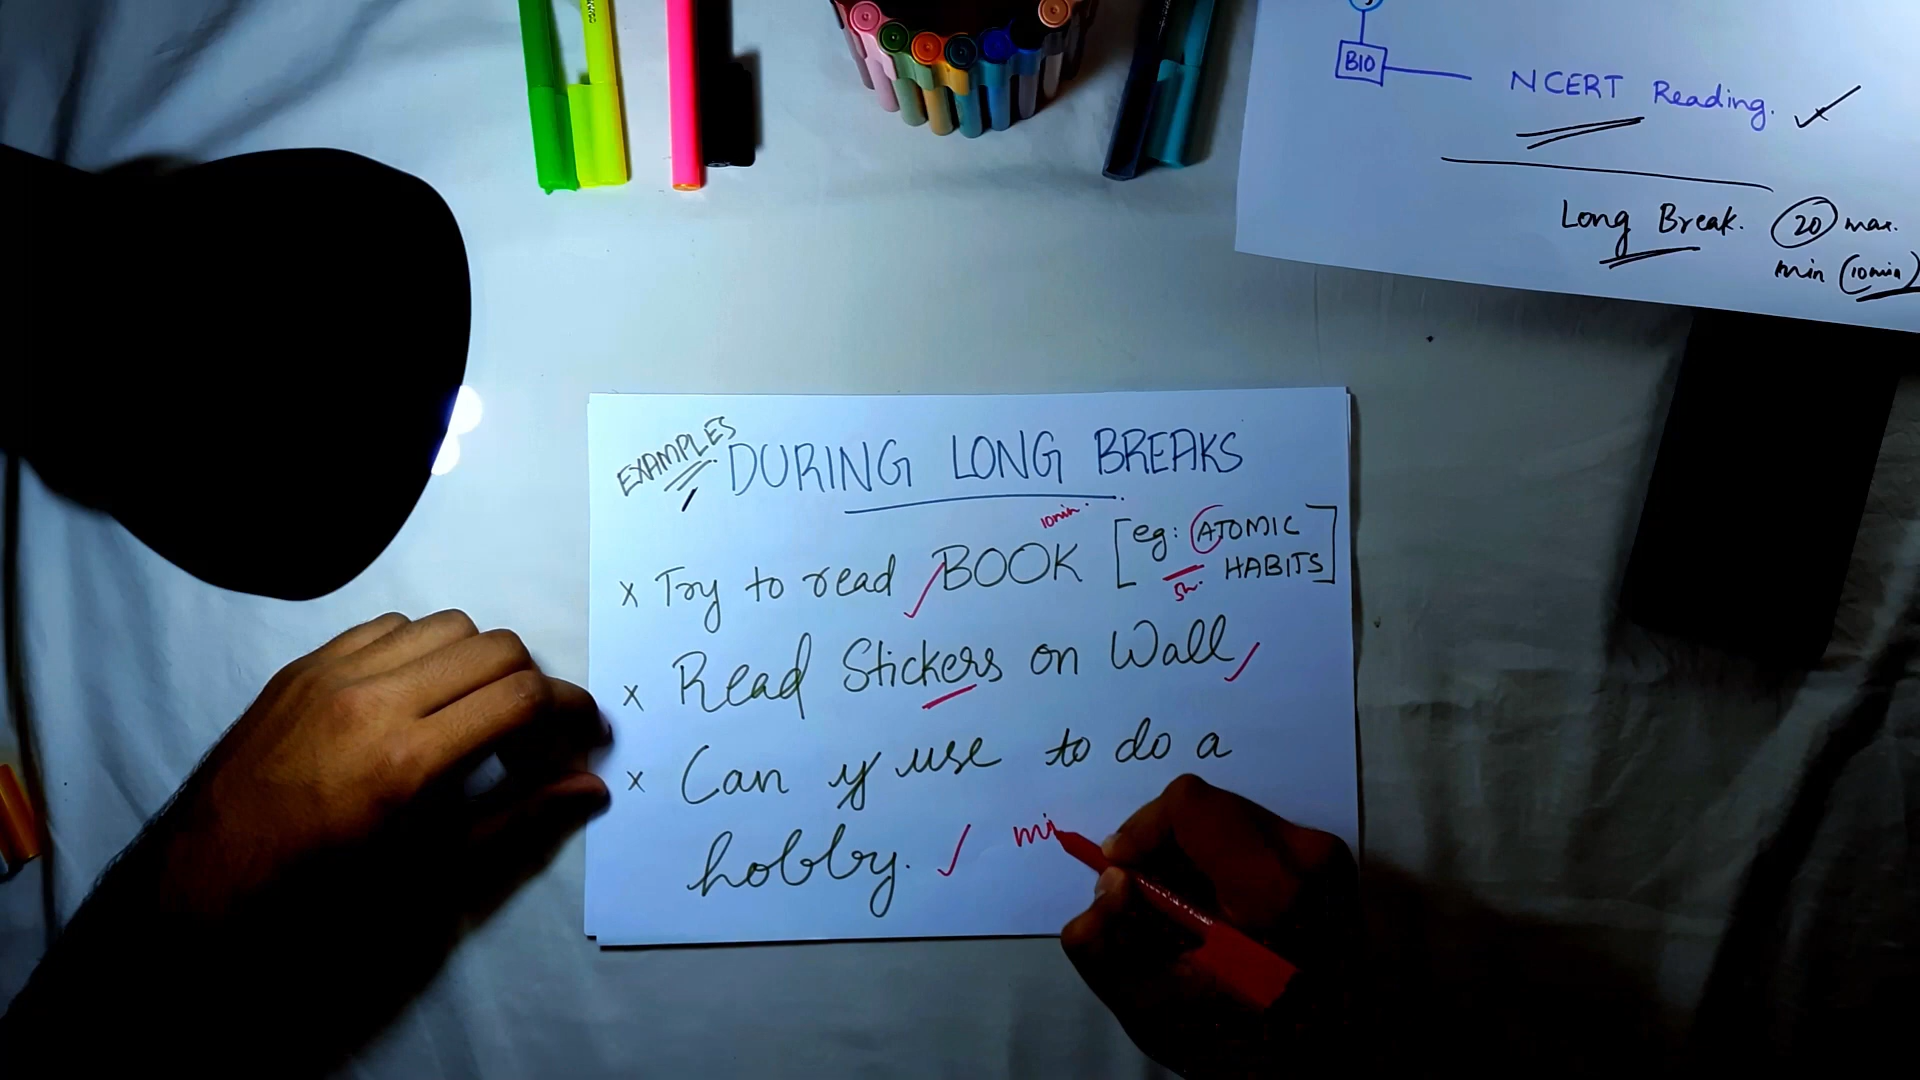 BIO
NCERT Reading.
Long Break. 20 max.
min (10min)
EXAMPLES
DURING LONG BREAKS
10min.
x Try to read BOOK [eg: ATOMIC
HABITS]
x Read Stickers on Wall
x Can y use to do a
hobby. mi